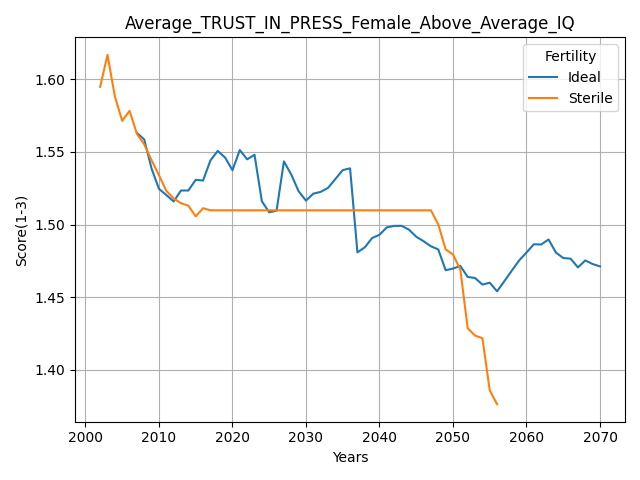 Average_TRUST_IN_PRESS_Female_Above_Average_IQ
Fertility
Ideal
Sterile
Score(1-3)
1.60
1.55
1.50
1.45
1.40
2000 2010 2020 2030 2040 2050 2060 2070
Years